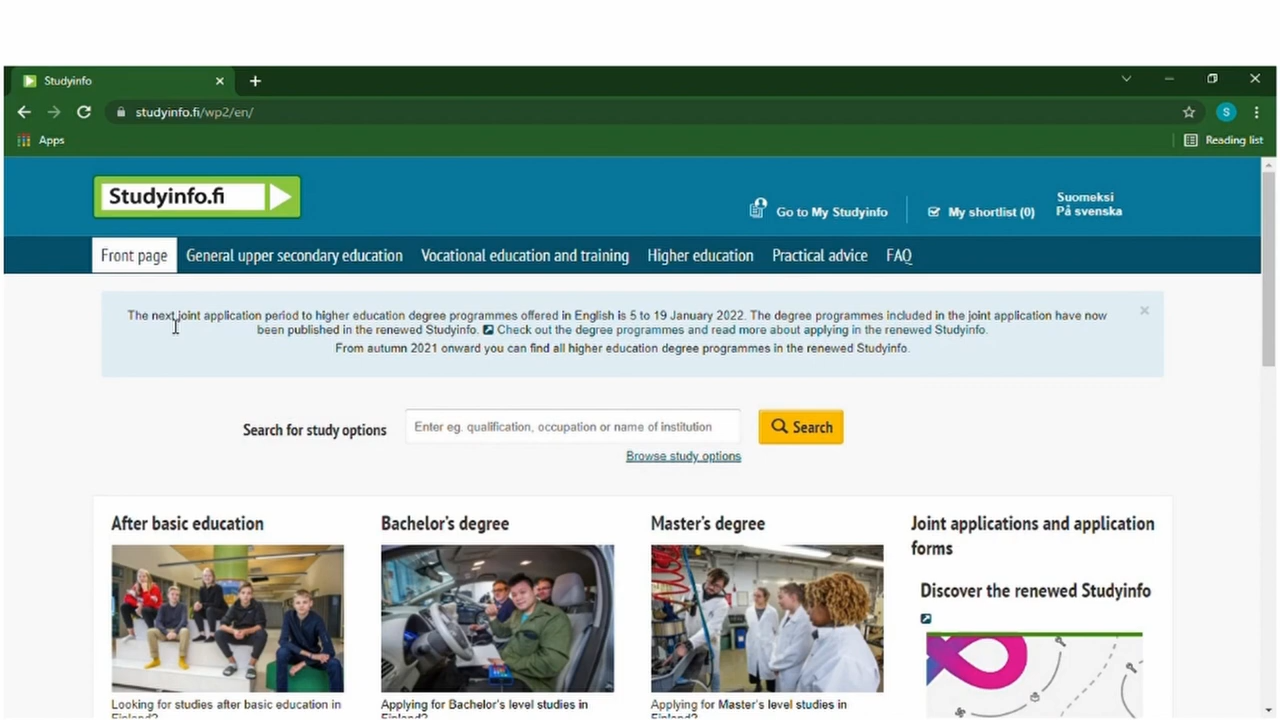 Studyinfo
studyinfo.fi/wp2/en/
S
Apps
Reading list
Studyinfo.fi
Go to My Studyinfo
My shortlist (0)
Suomeksi
På svenska
Front page
General upper secondary education
Vocational education and training
Higher education
Practical advice
FAQ
The next joint application period to higher education degree programmes offered in English is 5 to 19 January 2022. The degree programmes included in the joint application have now
been published in the renewed Studyinfo. Check out the degree programmes and read more about applying in the renewed Studyinfo.
From autumn 2021 onward you can find all higher education degree programmes in the renewed Studyinfo.
Search for study options
Enter eg. qualification, occupation or name of institution
Search
Browse study options
After basic education
Looking for studies after basic education in
Finland?
Bachelor's degree
Applying for Bachelor's level studies in
Finland?
Master's degree
Applying for Master's level studies in
Finland?
Joint applications and application
forms
Discover the renewed Studyinfo